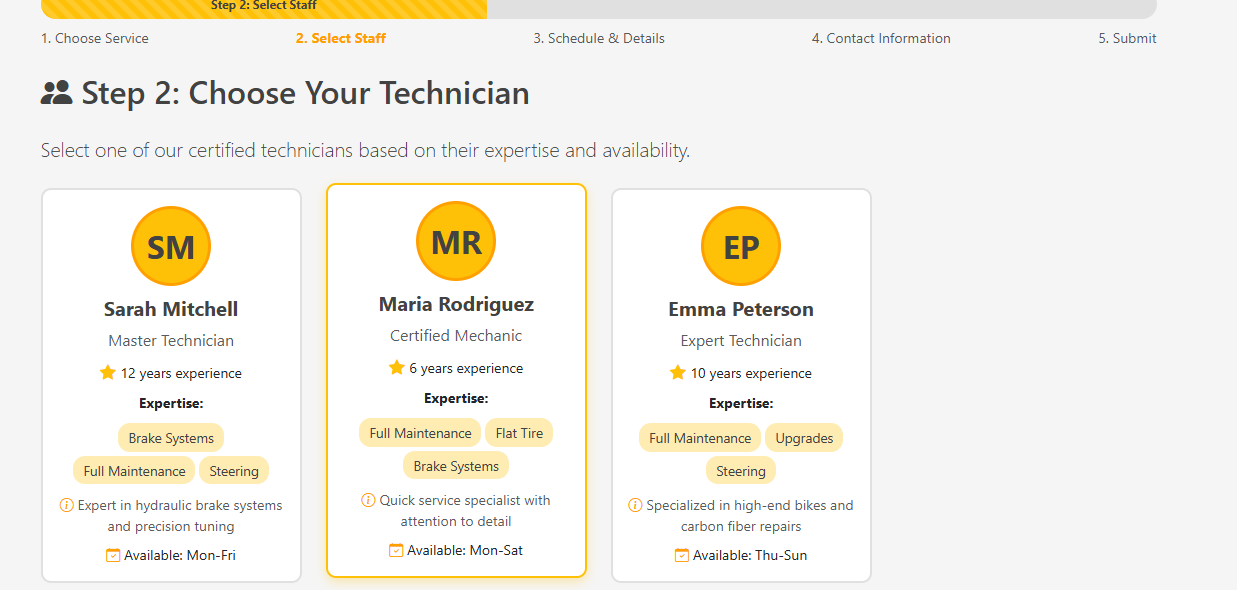 Step 2: Select Staff
1. Choose Service
2. Select Staff
3. Schedule & Details
4. Contact Information
5. Submit
Step 2: Choose Your Technician
Select one of our certified technicians based on their expertise and availability.
SM
Sarah Mitchell
Master Technician
12 years experience
Expertise:
Brake Systems
Full Maintenance
Steering
Expert in hydraulic brake systems
and precision tuning
Available: Mon-Fri
MR
Maria Rodriguez
Certified Mechanic
6 years experience
Expertise:
Full Maintenance
Flat Tire
Brake Systems
Quick service specialist with
attention to detail
Available: Mon-Sat
EP
Emma Peterson
Expert Technician
10 years experience
Expertise:
Full Maintenance
Upgrades
Steering
Specialized in high-end bikes and
carbon fiber repairs
Available: Thu-Sun